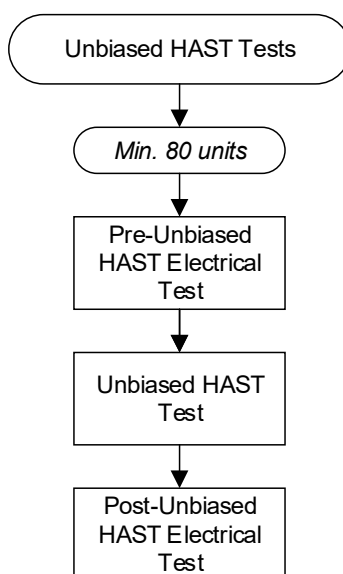 Unbiased HAST Tests
Min. 80 units
Pre-Unbiased
HAST Electrical
Test
Unbiased HAST
Test
Post-Unbiased
HAST Electrical
Test